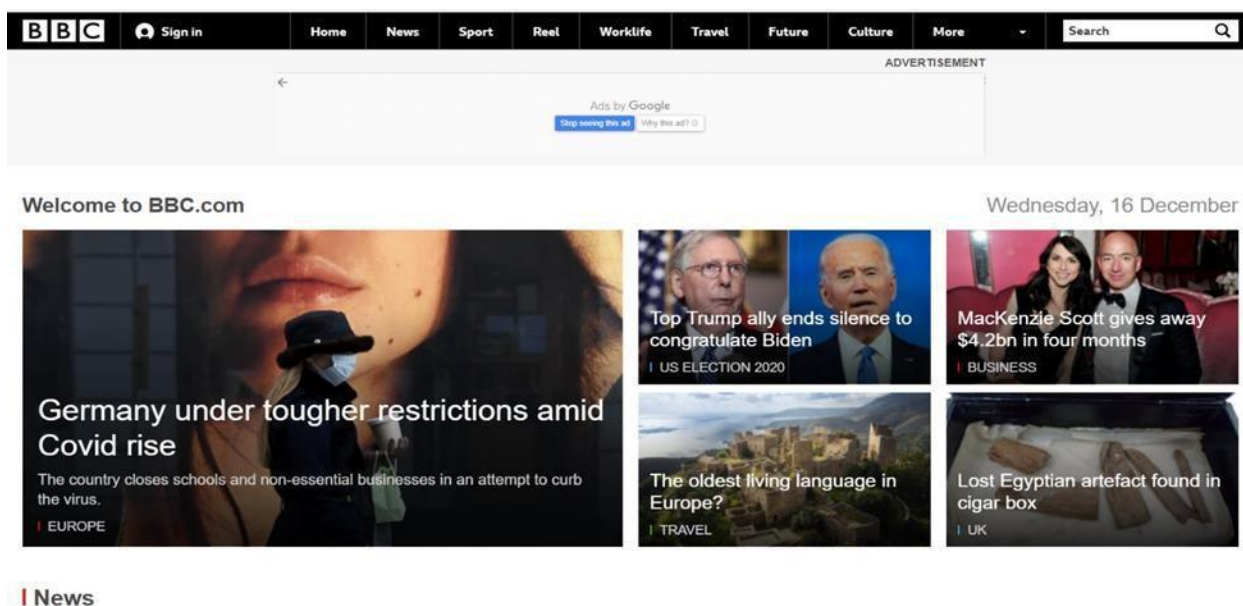 BBC Sign in Home News Sport Reel Worklife Travel Future Culture More Search
ADVERTISEMENT
Ads by Google
Stop seeing this ad Why this ad?
Welcome to BBC.com Wednesday, 16 December
Germany under tougher restrictions amid
Covid rise
The country closes schools and non-essential businesses in an attempt to curb
the virus.
EUROPE
Top Trump ally ends silence to
congratulate Biden
US ELECTION 2020
MacKenzie Scott gives away
$4.2bn in four months
BUSINESS
The oldest living language in
Europe?
TRAVEL
Lost Egyptian artefact found in
cigar box
UK
News